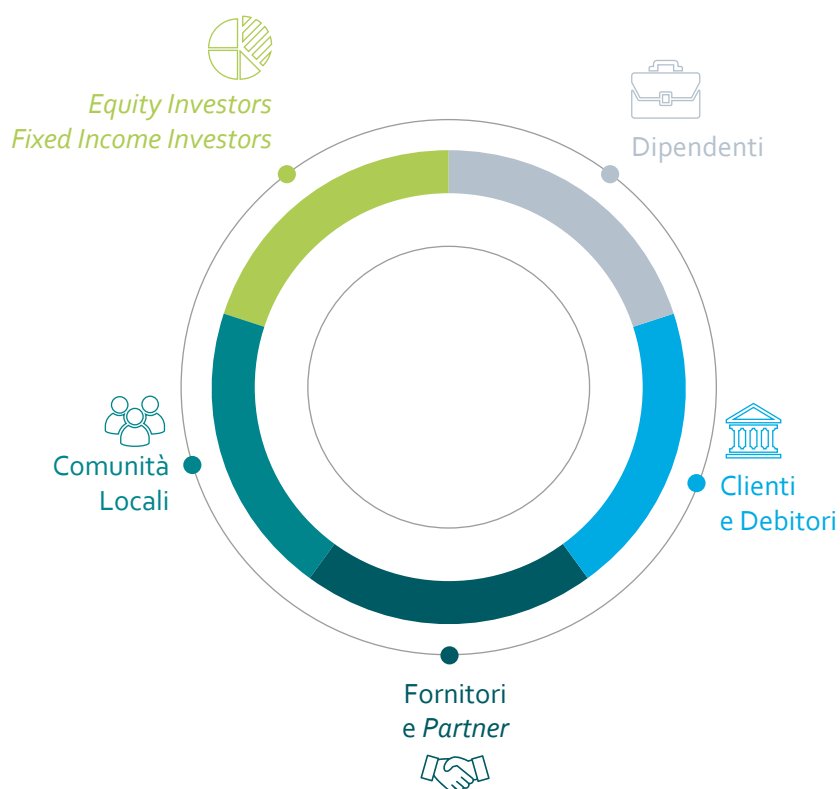 Equity Investors
Fixed Income Investors
Dipendenti
Comunità
Locali
Clienti
e Debitori
Fornitori
e Partner